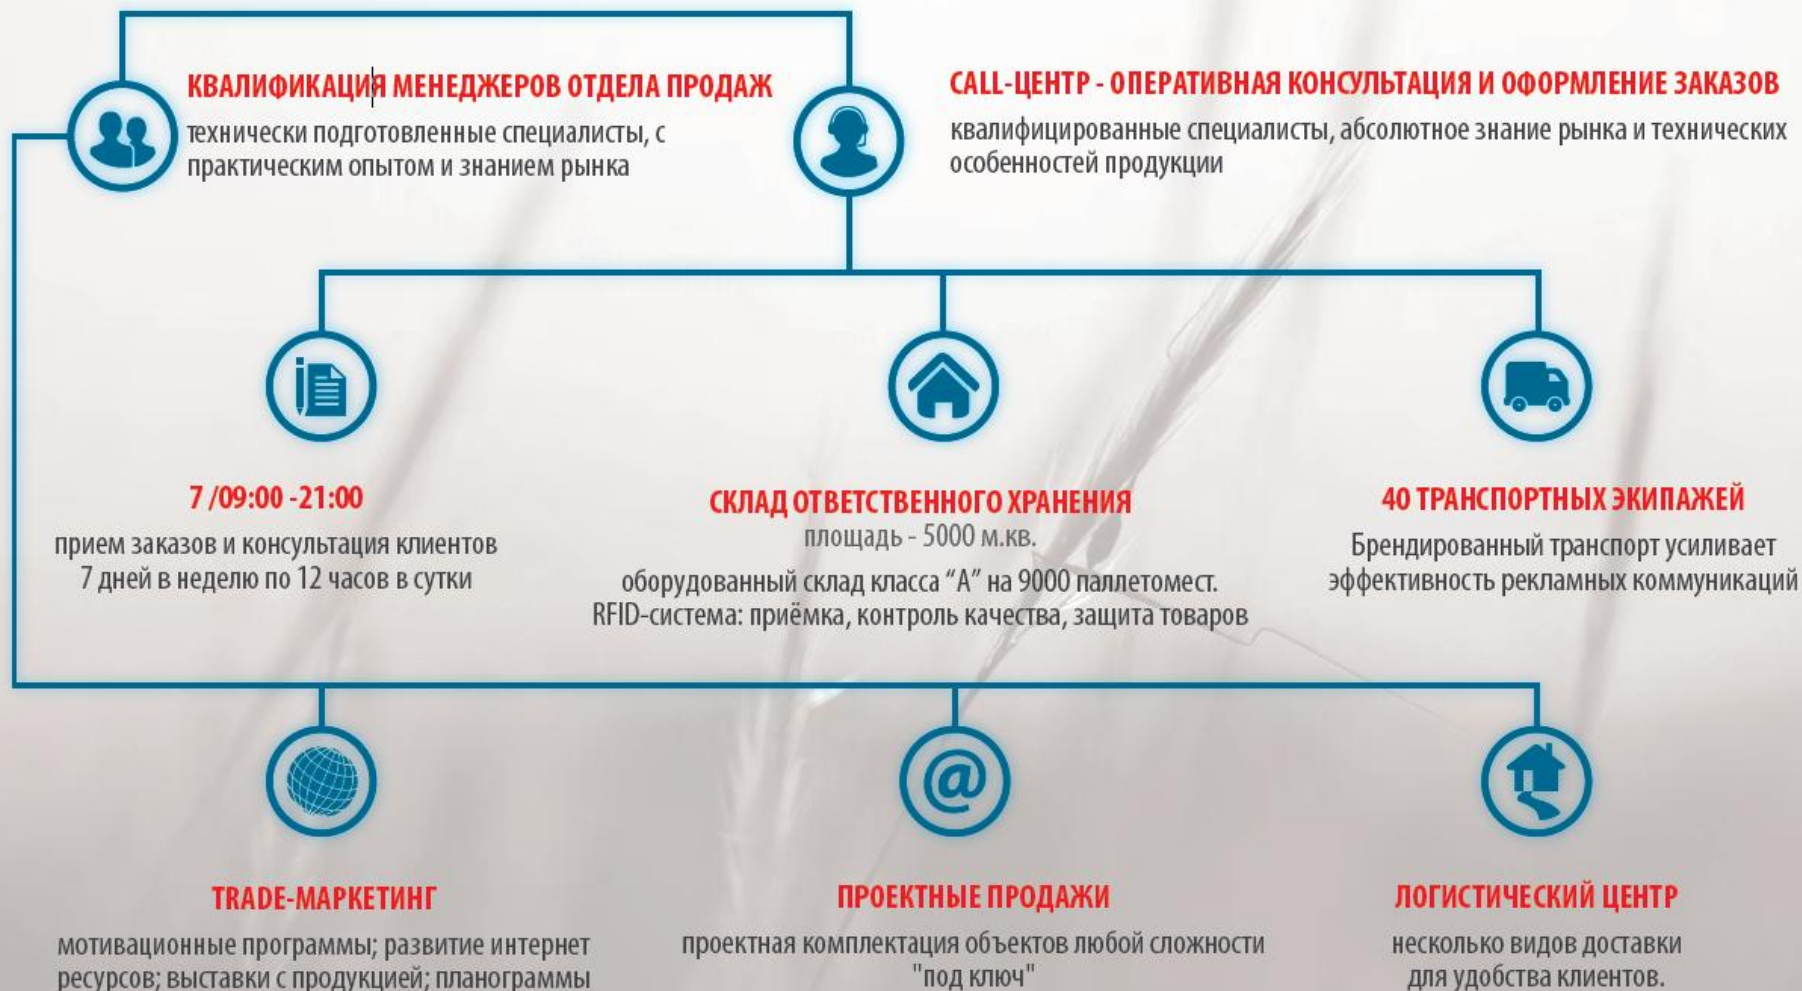 КВАЛИФИКАЦИЯ МЕНЕДЖЕРОВ ОТДЕЛА ПРОДАЖ
технически подготовленные специалисты, с
практическим опытом и знанием рынка
CALL-ЦЕНТР - ОПЕРАТИВНАЯ КОНСУЛЬТАЦИЯ И ОФОРМЛЕНИЕ ЗАКАЗОВ
квалифицированные специалисты, абсолютное знание рынка и технических
особенностей продукции
7 /09:00 -21:00
прием заказов и консультация клиентов
7 дней в неделю по 12 часов в сутки
СКЛАД ОТВЕТСТВЕННОГО ХРАНЕНИЯ
площадь - 5000 м.кв.
оборудованный склад класса “А” на 9000 паллетомест.
RFID-система: приёмка, контроль качества, защита товаров
40 ТРАНСПОРТНЫХ ЭКИПАЖЕЙ
Брендированный транспорт усиливает
эффективность рекламных коммуникаций
@
TRADE-МАРКЕТИНГ
мотивационные программы; развитие интернет
ресурсов; выставки с продукцией; планограммы
ПРОЕКТНЫЕ ПРОДАЖИ
проектная комплектация объектов любой сложности
"под ключ"
ЛОГИСТИЧЕСКИЙ ЦЕНТР
несколько видов доставки
для удобства клиентов.